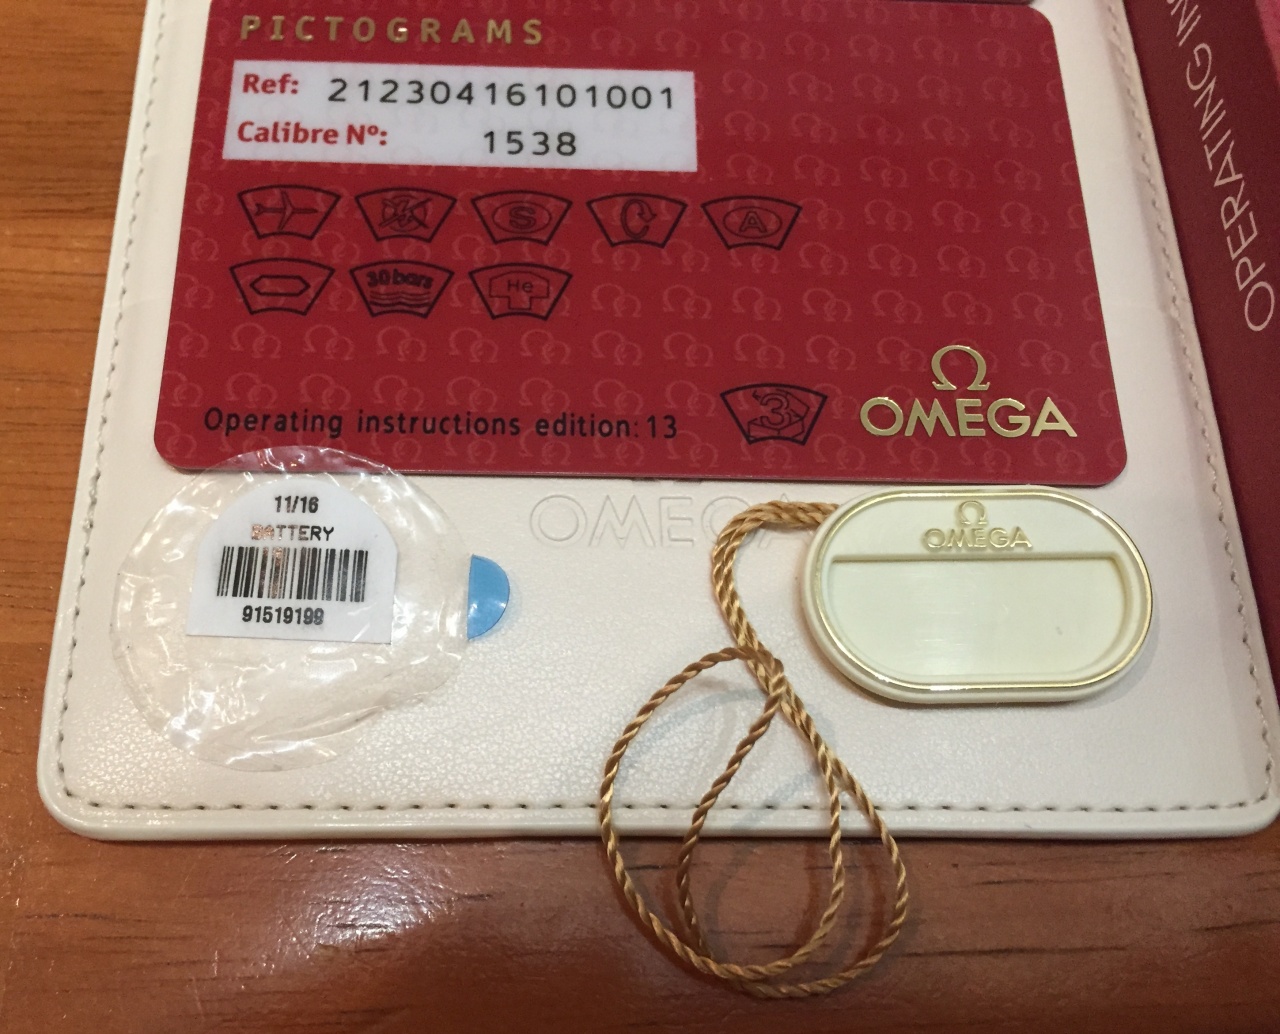 PICTOGRAMS
Ref: 21230416101001
Calibre Nº: 1538
S
A
30 bars
He
Operating instructions edition: 13
3
Ω
OMEGA
OPERATING
11/16
BATTERY
91519199
OMEGA
Ω
OMEGA